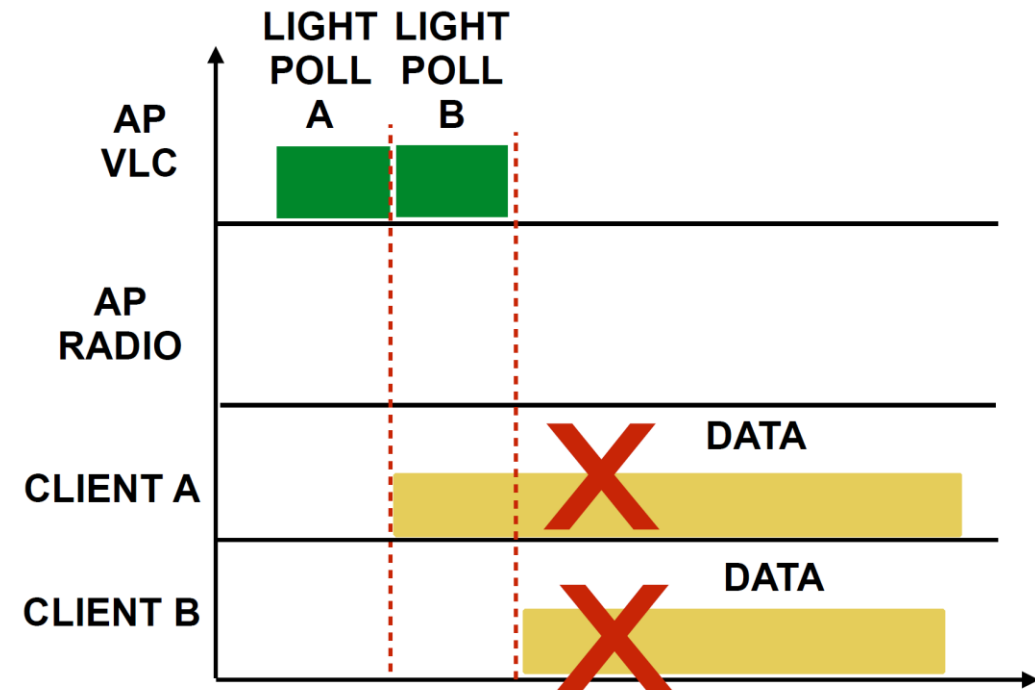 LIGHT LIGHT
POLL POLL
A B
AP
VLC
AP
RADIO
DATA
CLIENT A
DATA
CLIENT B